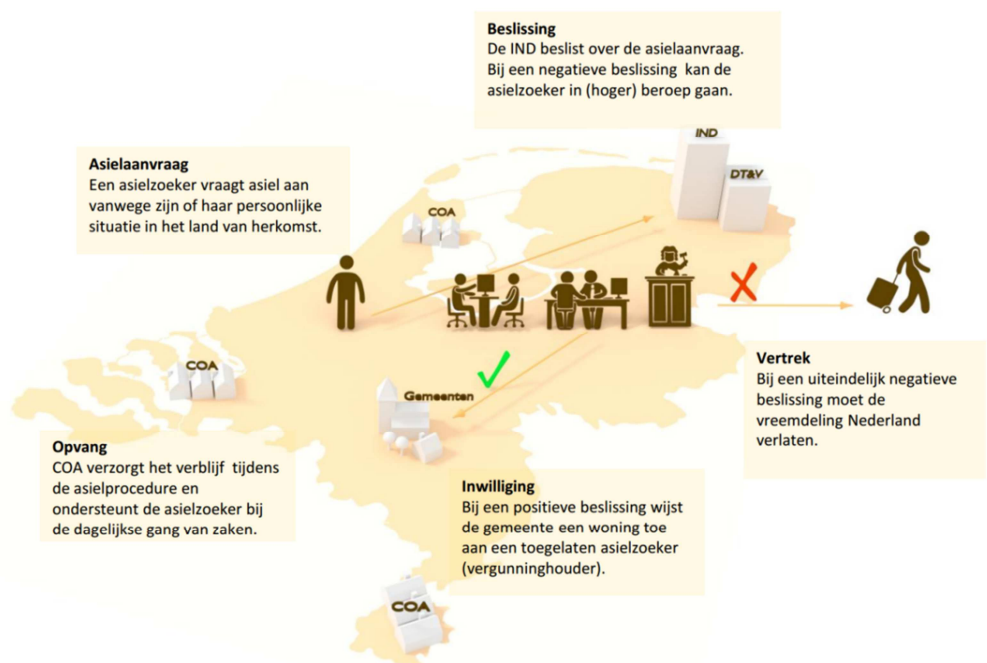 Beslissing
De IND beslist over de asielaanvraag.
Bij een negatieve beslissing kan de
asielzoeker in (hoger) beroep gaan.
IND
DT&V
Asielaanvraag
Een asielzoeker vraagt asiel aan
vanwege zijn of haar persoonlijke
situatie in het land van herkomst.
COA
COA
Gemeenten
Vertrek
Bij een uiteindelijk negatieve
beslissing moet de
vreemdeling Nederland
verlaten.
Opvang
COA verzorgt het verblijf tijdens
de asielprocedure en
ondersteunt de asielzoeker bij
de dagelijkse gang van zaken.
Inwilliging
Bij een positieve beslissing wijst
de gemeente een woning toe
aan een toegelaten asielzoeker
(vergunninghouder).
COA